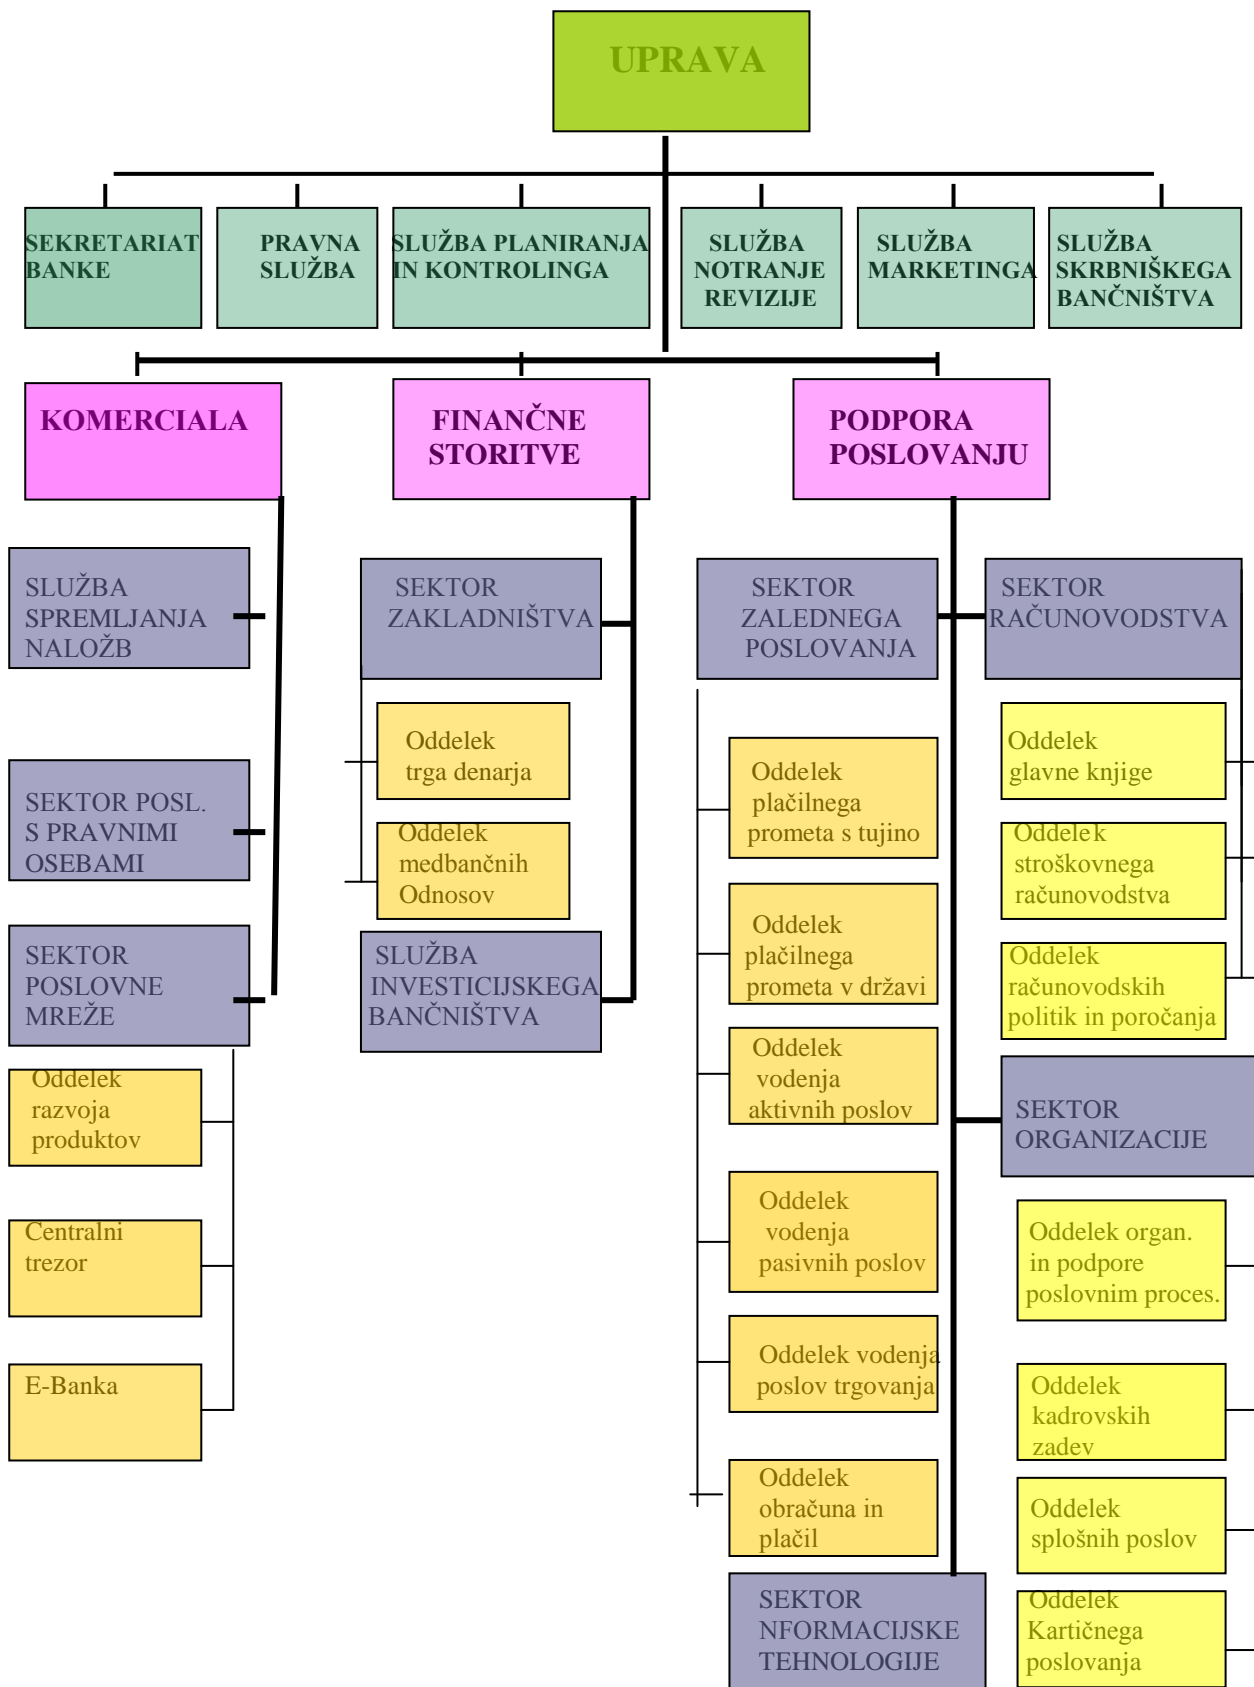 UPRAVA
SEKRETARIAT
BANKE
PRAVNA
SLUŽBA
SLUŽBA PLANIRANJA
IN KONTROLINGA
SLUŽBA
NOTRANJE
REVIZIJE
SLUŽBA
MARKETINGA
SLUŽBA
SKRBNIŠKEGA
BANČNIŠTVA
KOMERCIALA
FINANČNE
STORITVE
PODPORA
POSLOVANJU
SLUŽBA
SPREMLJANJA
NALOŽB
SEKTOR POSL.
S PRAVNIMI
OSEBAMI
SEKTOR
POSLOVNE
MREŽE
Oddelek
razvoja
produktov
Centralni
trezor
E-Banka
SEKTOR
ZAKLADNIŠTVA
Oddelek
trga denarja
Oddelek
medbančnih
Odnosov
SLUŽBA
INVESTICIJSKEGA
BANČNIŠTVA
SEKTOR
ZALEDNEGA
POSLOVANJA
Oddelek
plačilnega
prometa s tujino
Oddelek
plačilnega
prometa v državi
Oddelek
vodenja
aktivnih poslov
Oddelek
vodenja
pasivnih poslov
Oddelek vodenja
poslov trgovanja
Oddelek
obračuna in
plačil
SEKTOR
NFORMACIJSKE
TEHNOLOGIJE
SEKTOR
RAČUNOVODSTVA
Oddelek
glavne knjige
Oddelek
stroškovnega
računovodstva
Oddelek
računovodskih
politik in poročanja
SEKTOR
ORGANIZACIJE
Oddelek organ.
in podpore
poslovnim proces.
Oddelek
kadrovskih
zadev
Oddelek
splošnih poslov
Oddelek
Kartičnega
poslovanja